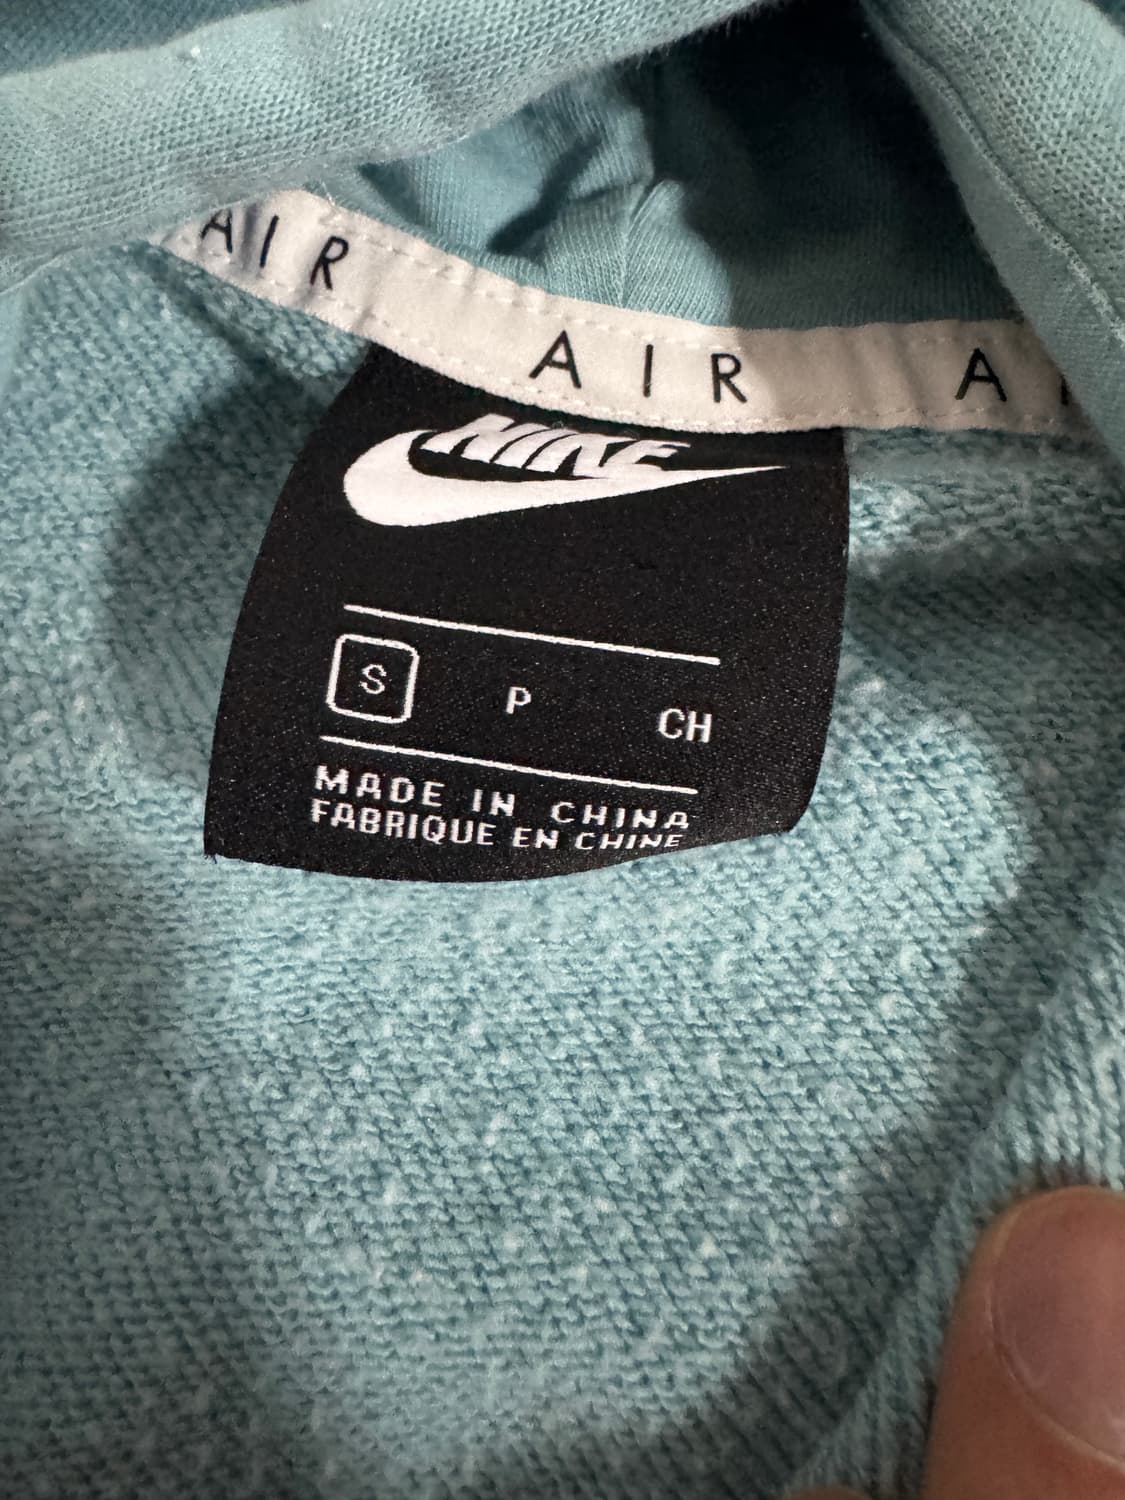 AIR AIR A
NIKE
S P CH
MADE IN CHINA
FABRIQUE EN CHINE